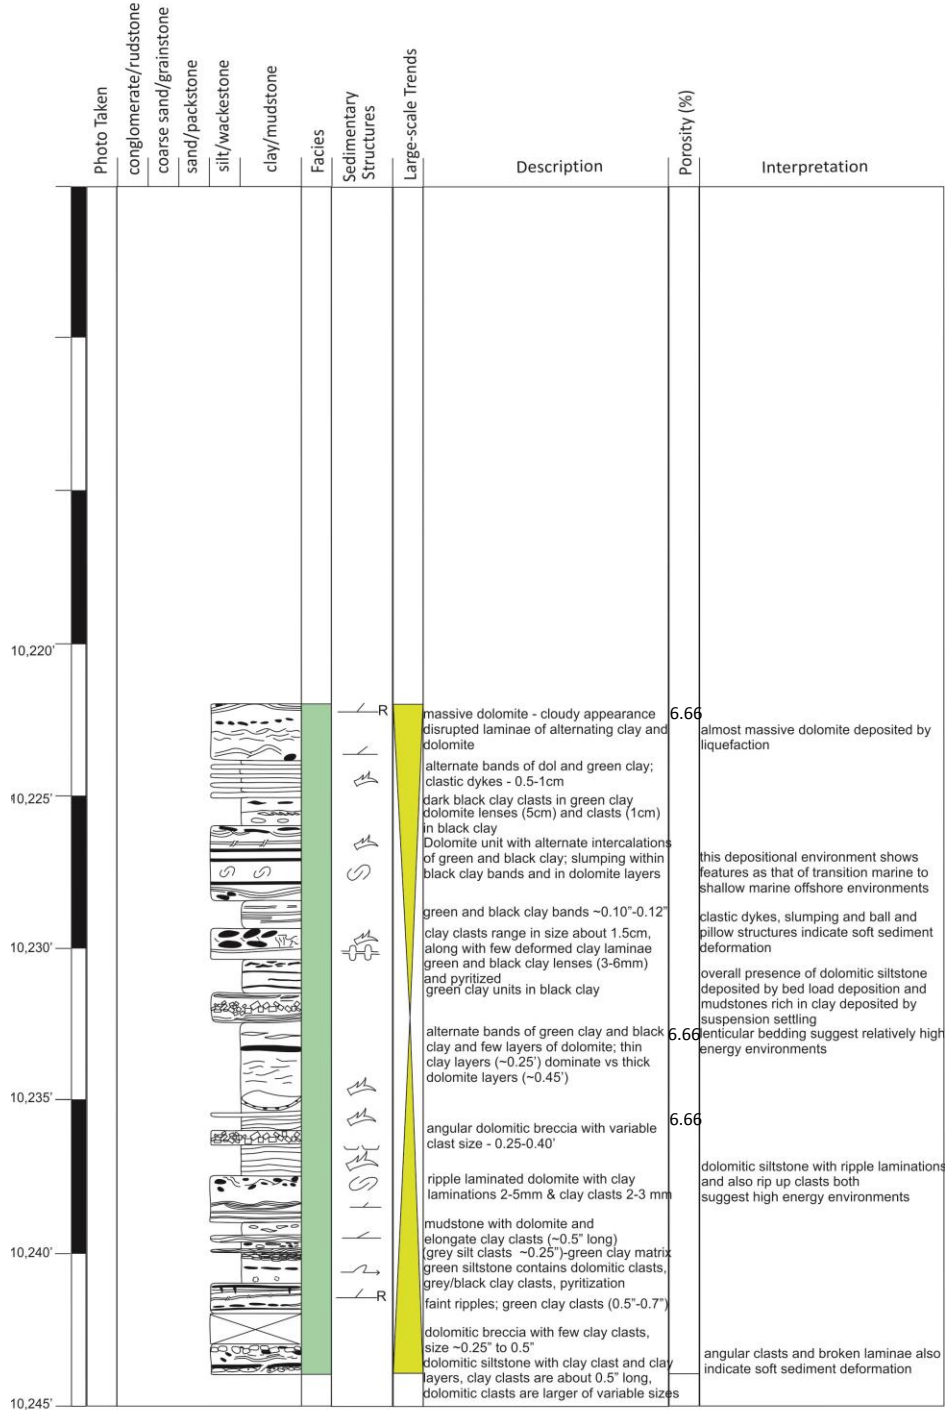 Photo Taken
conglomerate/rudstone
coarse sand/grainstone
sand/packstone
silt/wackestone
clay/mudstone
Facies
Sedimentary
Structures
Large-scale Trends
Description
Porosity (%)
Interpretation
10,220'
10,225'
10,230'
10,235'
10,240'
10,245'
R
R
massive dolomite - cloudy appearance
disrupted laminae of alternating clay and
dolomite
alternate bands of dol and green clay;
clastic dykes - 0.5-1cm
dark black clay clasts in green clay
dolomite lenses (5cm) and clasts (1cm)
in black clay
Dolomite unit with alternate intercalations
of green and black clay; slumping within
black clay bands and in dolomite layers
green and black clay bands ~0.10"-0.12"
clay clasts range in size about 1.5cm,
along with few deformed clay laminae
green and black clay lenses (3-6mm)
and pyritized
green clay units in black clay
alternate bands of green clay and black
clay and few layers of dolomite; thin
clay layers (~0.25') dominate vs thick
dolomite layers (~0.45')
angular dolomitic breccia with variable
clast size - 0.25-0.40'
ripple laminated dolomite with clay
laminations 2-5mm & clay clasts 2-3 mm
mudstone with dolomite and
elongate clay clasts (~0.5" long)
(grey silt clasts ~0.25")-green clay matrix
green siltstone contains dolomitic clasts,
grey/black clay clasts, pyritization
faint ripples; green clay clasts (0.5"-0.7")
dolomitic breccia with few clay clasts,
size ~0.25" to 0.5"
dolomitic siltstone with clay clast and clay
layers, clay clasts are about 0.5" long,
dolomitic clasts are larger of variable sizes
6.66
6.66
6.66
almost massive dolomite deposited by
liquefaction
this depositional environment shows
features as that of transition marine to
shallow marine offshore environments
clastic dykes, slumping and ball and
pillow structures indicate soft sediment
deformation
overall presence of dolomitic siltstone
deposited by bed load deposition and
mudstones rich in clay deposited by
suspension settling
lenticular bedding suggest relatively high
energy environments
dolomitic siltstone with ripple laminations
and also rip up clasts both
suggest high energy environments
angular clasts and broken laminae also
indicate soft sediment deformation